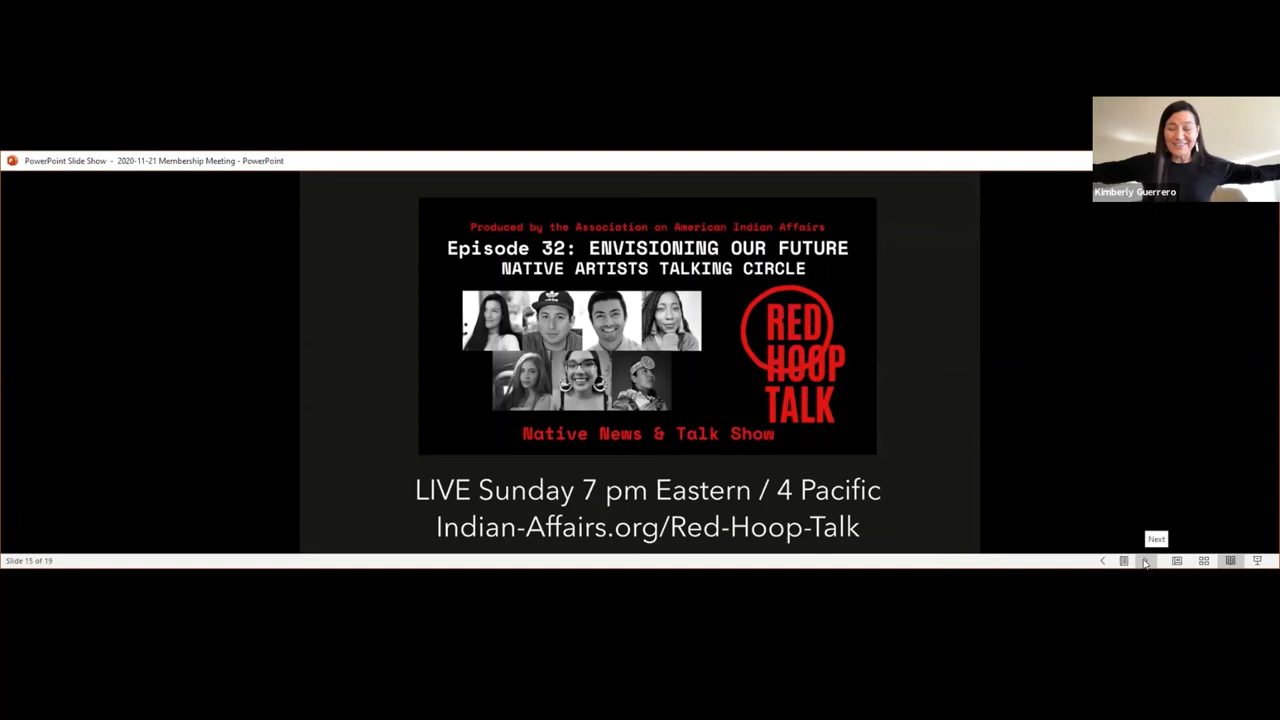 PowerPoint Slide Show - 2020-11-21 Membership Meeting - PowerPoint
Kimberly Guerrero
Produced by the Association on American Indian Affairs
Episode 32: ENVISIONING OUR FUTURE
NATIVE ARTISTS TALKING CIRCLE
RED
HOOP
TALK
Native News & Talk Show
LIVE Sunday 7 pm Eastern / 4 Pacific
Indian-Affairs.org/Red-Hoop-Talk
Next
Slide 15 of 19